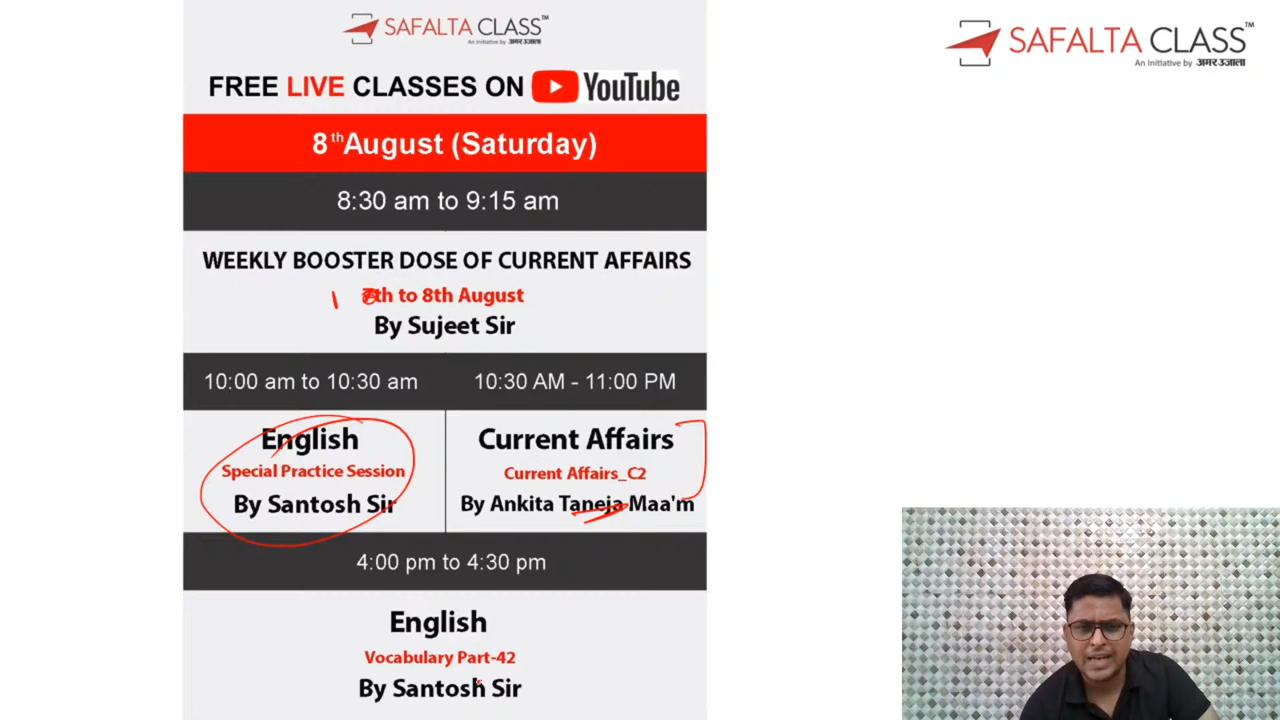 SAFALTA CLASS™
An Initiative by अमर उजाला
SAFALTA CLASS™
An Initiative by अमर उजाला
FREE LIVE CLASSES ON YouTube
8th August (Saturday)
8:30 am to 9:15 am
WEEKLY BOOSTER DOSE OF CURRENT AFFAIRS
1 7th to 8th August
By Sujeet Sir
10:00 am to 10:30 am
10:30 AM - 11:00 PM
English
Special Practice Session
By Santosh Sir
Current Affairs
Current Affairs_C2
By Ankita Taneja Maa'm
4:00 pm to 4:30 pm
English
Vocabulary Part-42
By Santosh Sir